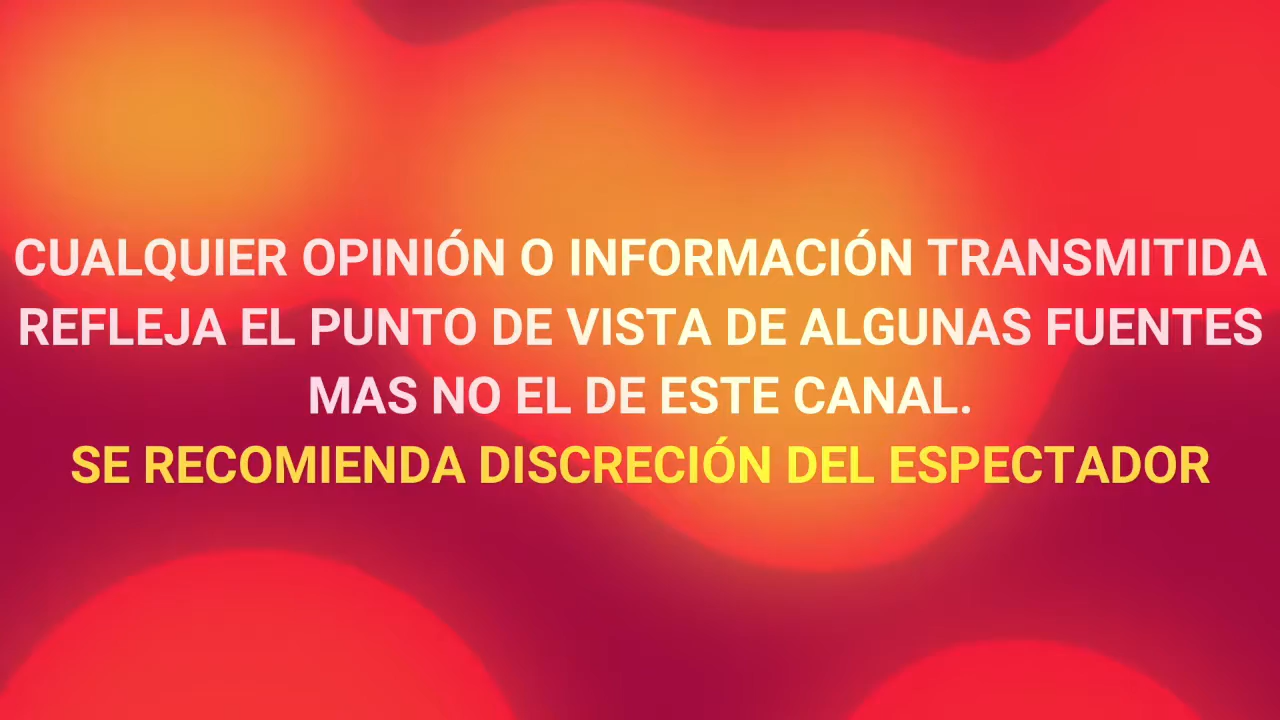 CUALQUIER OPINIÓN O INFORMACIÓN TRANSMITIDA
REFLEJA EL PUNTO DE VISTA DE ALGUNAS FUENTES
MAS NO EL DE ESTE CANAL.
SE RECOMIENDA DISCRECIÓN DEL ESPECTADOR